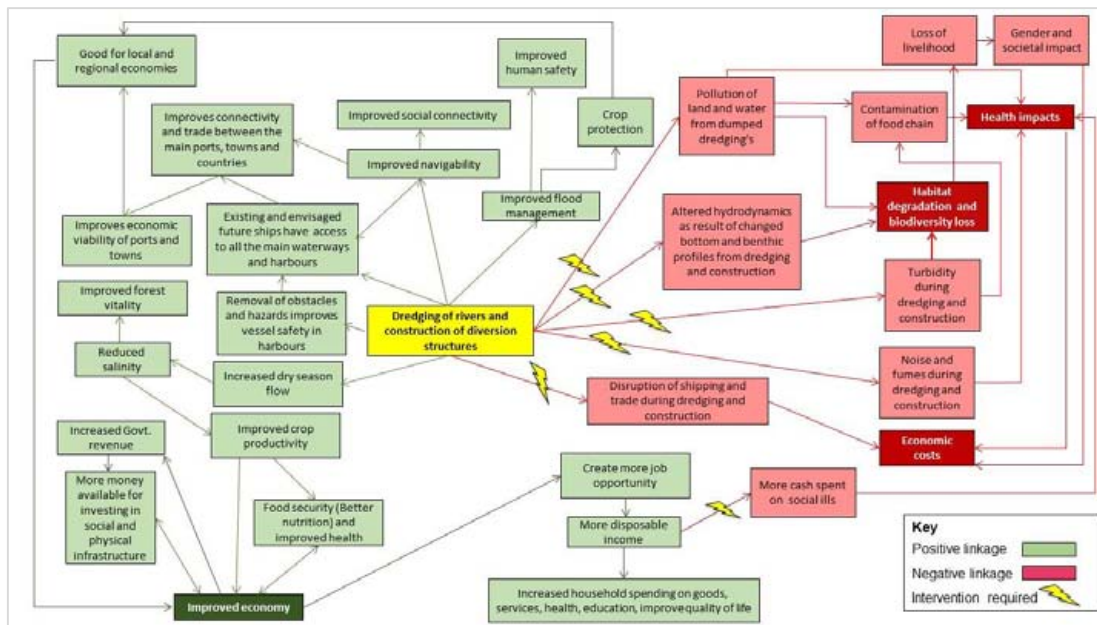 Good for local and
regional economies
Improves connectivity
and trade between the
main ports, towns and
countries
Improved social connectivity
Improved navigability
Improved
human safety
Crop
protection
Improved flood
management
Improves economic
viability of ports and
towns
Existing and envisaged
future ships have access
to all the main waterways
and harbours
Improved forest
vitality
Removal of obstacles
and hazards improves
vessel safety in
harbours
Reduced
salinity
Increased dry season
flow
Dredging of rivers and
construction of diversion
structures
Increased Govt.
revenue
Improved crop
productivity
More money
available for
investing in
social and
physical
infrastructure
Food security (Better
nutrition) and
improved health
Improved economy
Create more job
opportunity
More disposable
income
Increased household spending on goods,
services, health, education, improve quality of life
Pollution of
land and water
from dumped
dredging's
Loss of
livelihood
Gender and
societal impact
Contamination
of food chain
Health impacts
Altered hydrodynamics
as result of changed
bottom and benthic
profiles from dredging
and construction
Habitat
degradation and
biodiversity loss
Turbidity
during
dredging and
construction
Noise and
fumes during
dredging and
construction
Disruption of shipping and
trade during dredging and
construction
Economic
costs
More cash spent
on social ills
Key
Positive linkage
Negative linkage
Intervention required